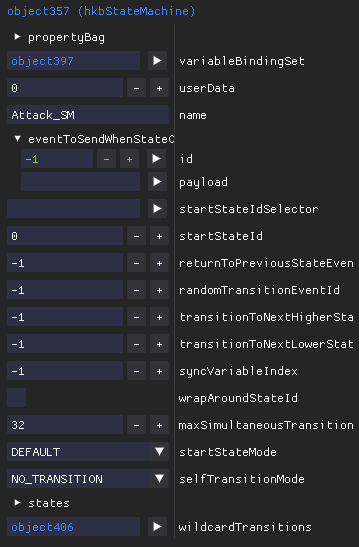 object357 (hkbStateMachine)
propertyBag
object397 variableBindingSet
0 - + userData
Attack_SM name
eventToSendWhenStateC
-1 - + id
payload
startStateIdSelector
0 - + startStateId
-1 - + returnToPreviousStateEven
-1 - + randomTransitionEventId
-1 - + transitionToNextHigherSta
-1 - + transitionToNextLowerStat
-1 - + syncVariableIndex
wrapAroundStateId
32 - + maxSimultaneousTransition
DEFAULT startStateMode
NO_TRANSITION selfTransitionMode
states
object406 wildcardTransitions